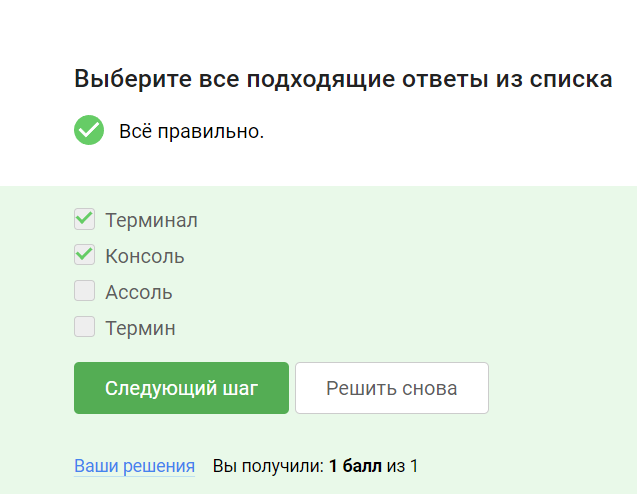 Выберите все подходящие ответы из списка
Всё правильно.
Терминал
Консоль
Ассоль
Термин
Следующий шаг
Решить снова
Ваши решения Вы получили: 1 балл из 1